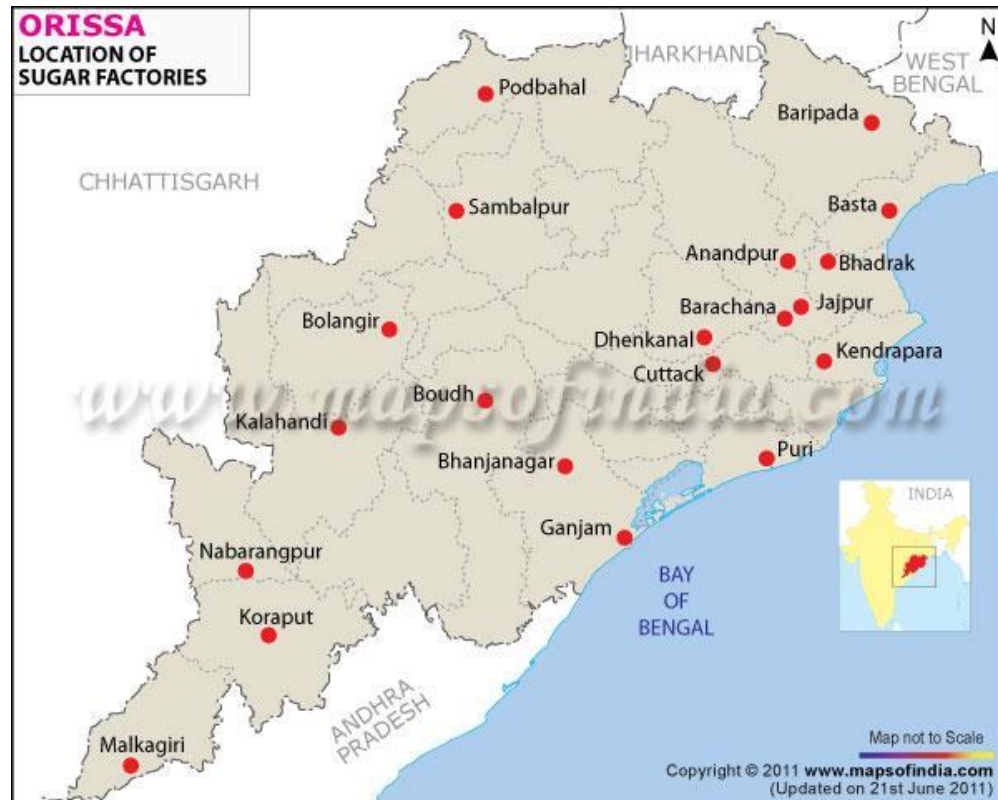 ORISSA
LOCATION OF
SUGAR FACTORIES
N
JHARKHAND
WEST
BENGAL
Podbahal
Baripada
CHHATTISGARH
Sambalpur
Basta
Anandpur
Bhadrak
Barachana
Jajpur
Bolangir
Dhenkanal
Kendrapara
Cuttack
www.mapsofindia.com
Boudh
Kalahandi
Bhanjanagar
Puri
INDIA
Ganjam
Nabarangpur
BAY
OF
BENGAL
Koraput
ANDHRA
PRADESH
Malkagiri
Map not to Scale
Copyright © 2011 www.mapsofindia.com
(Updated on 21st June 2011)